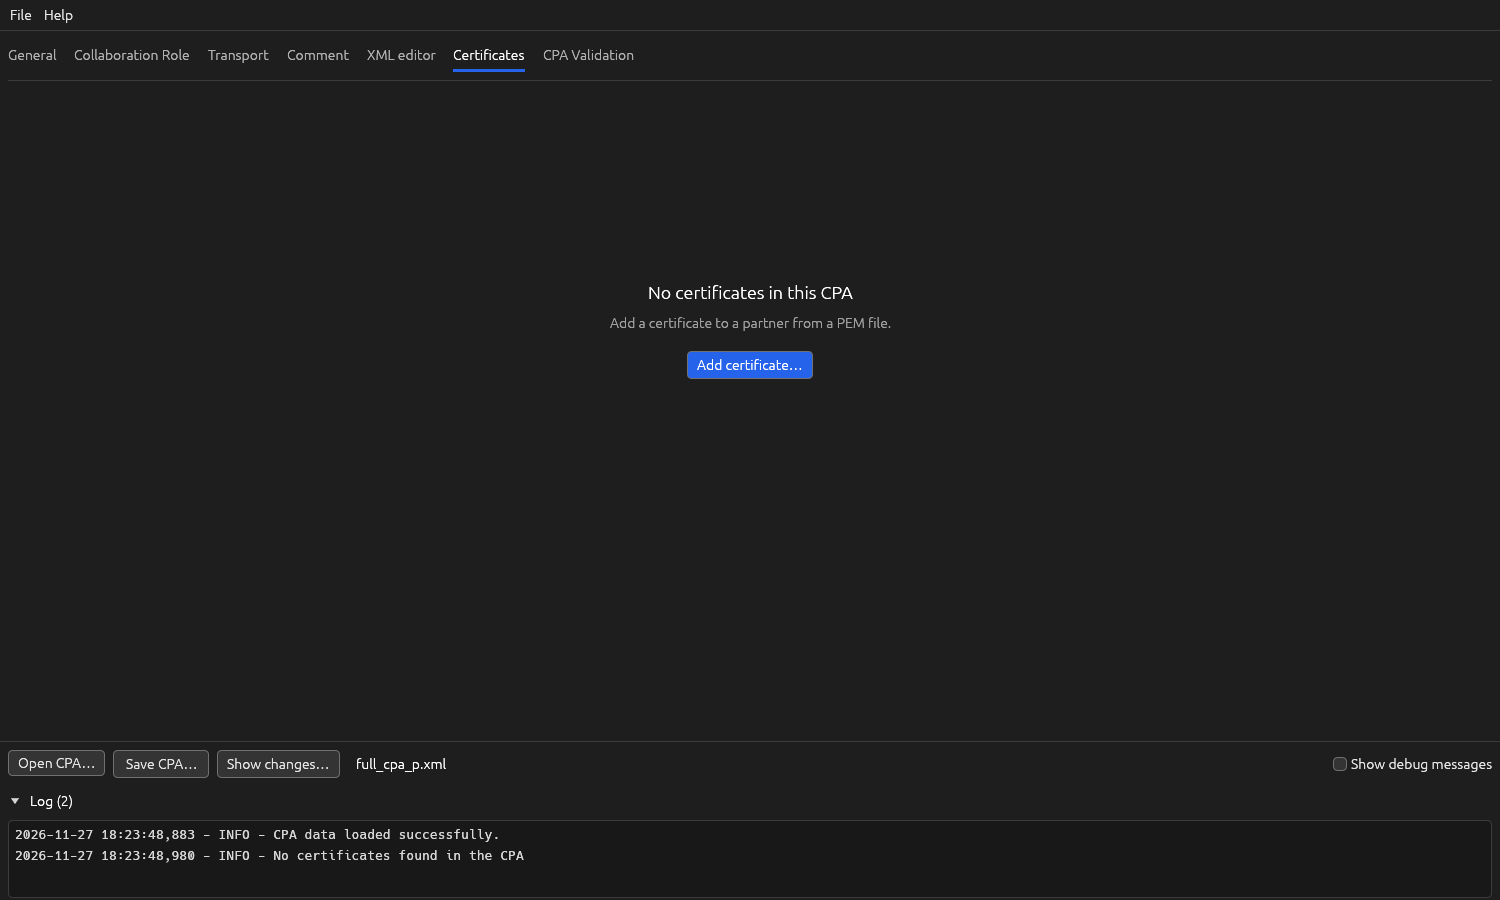 File Help
General Collaboration Role Transport Comment XML editor Certificates CPA Validation
No certificates in this CPA
Add a certificate to a partner from a PEM file.
Add certificate...
Open CPA... Save CPA... Show changes... full_cpa_p.xml Show debug messages
Log (2)
2026-11-27 18:23:48,883 - INFO - CPA data loaded successfully.
2026-11-27 18:23:48,980 - INFO - No certificates found in the CPA